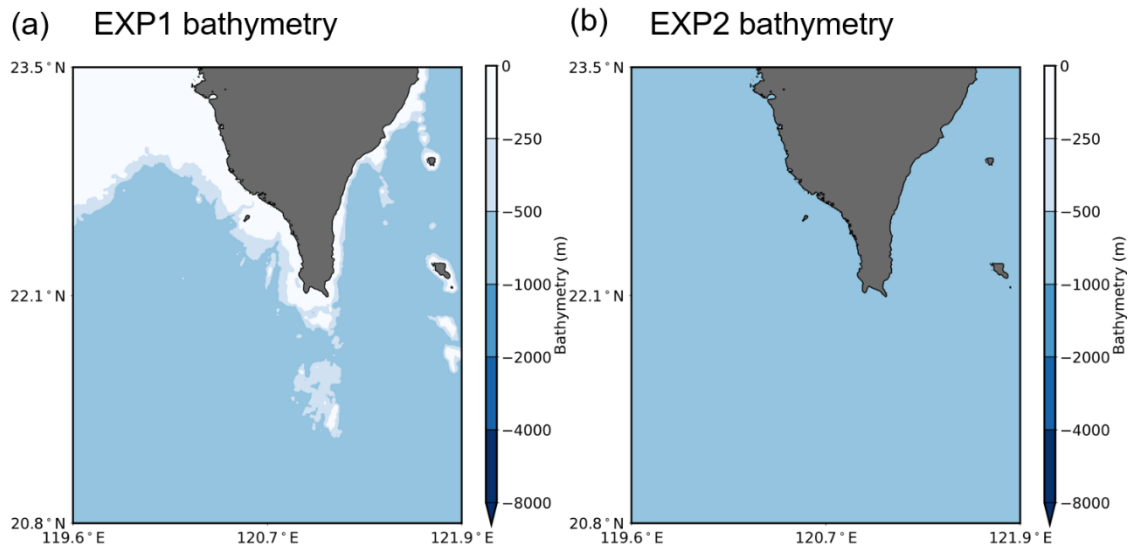 (a) EXP1 bathymetry
23.5°N
22.1°N
20.8°N
119.6°E 120.7°E 121.9°E
0
−250
−500
−1000
−2000
−4000
−8000
Bathymetry (m)
(b) EXP2 bathymetry
23.5°N
22.1°N
20.8°N
119.6°E 120.7°E 121.9°E
0
−250
−500
−1000
−2000
−4000
−8000
Bathymetry (m)